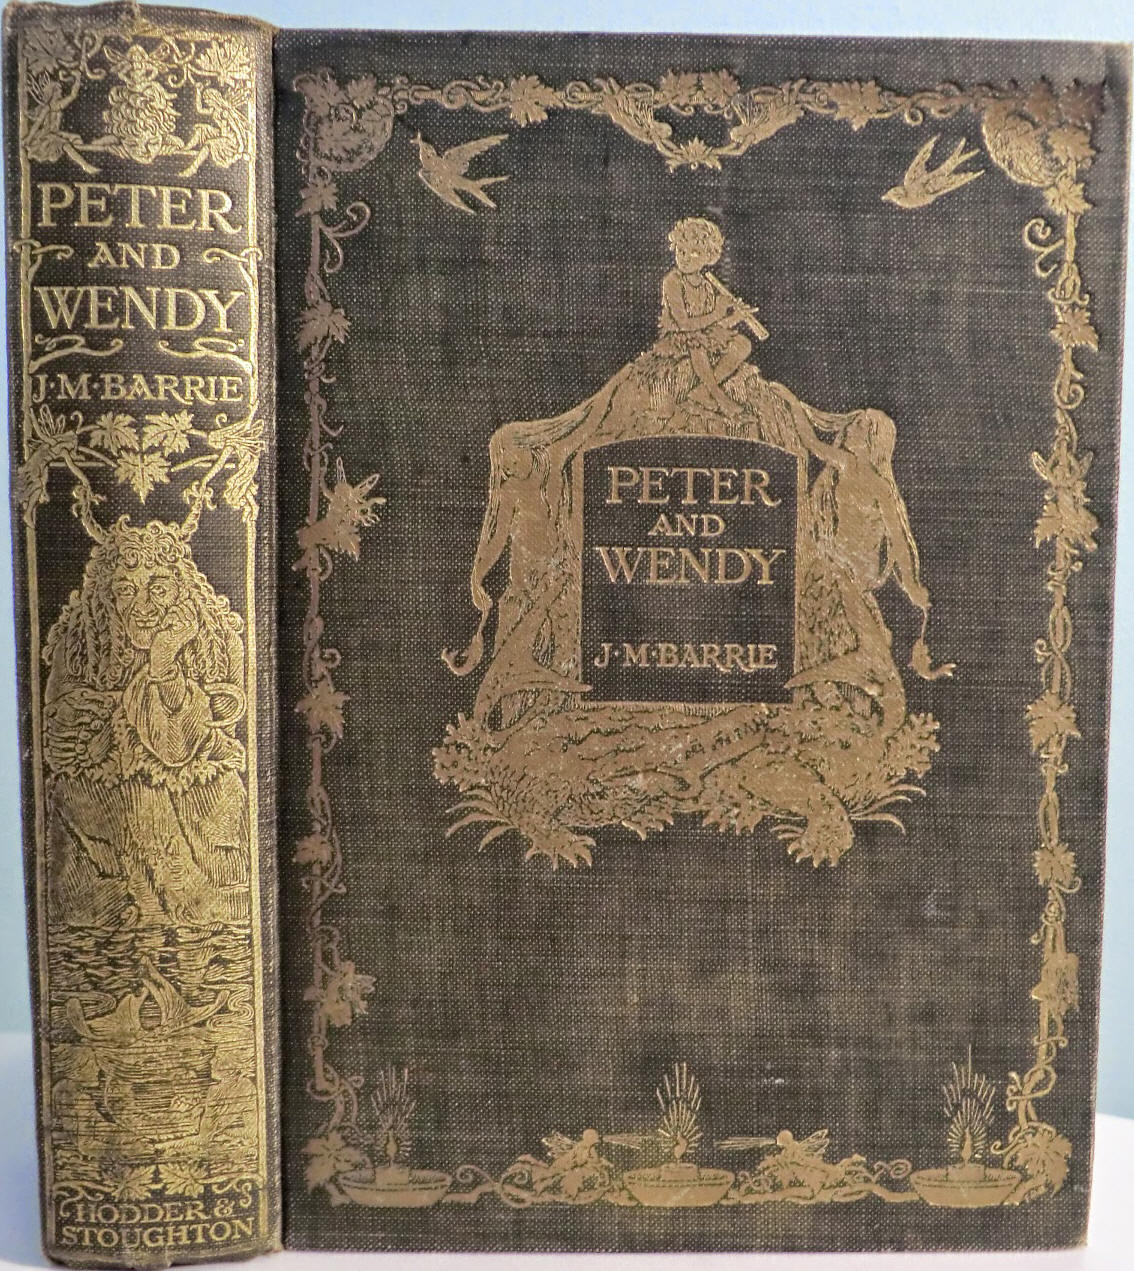 PETER
AND
WENDY
J·M·BARRIE
HODDER &
STOUGHTON
PETER
AND
WENDY
J·M·BARRIE